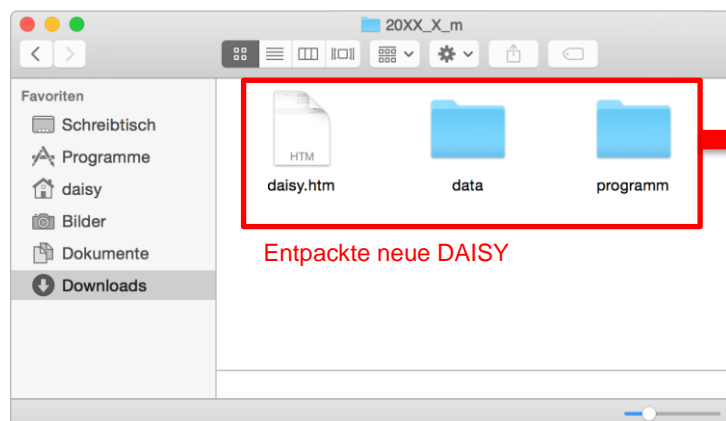 20XX_X_m
Favoriten
Schreibtisch
Programme
daisy
Bilder
Dokumente
Downloads
HTM
daisy.htm
data
programm
Entpackte neue DAISY